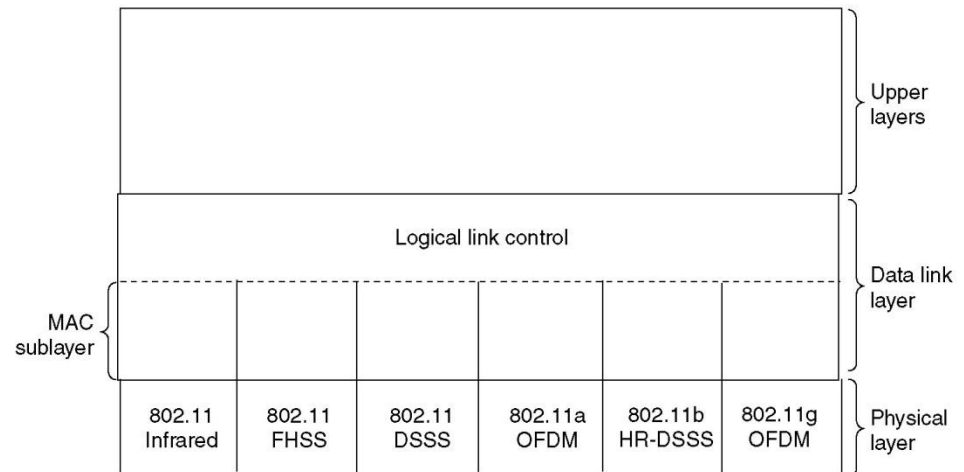 Upper
layers
Logical link control
Data link
layer
MAC
sublayer
802.11
Infrared
802.11
FHSS
802.11
DSSS
802.11a
OFDM
802.11b
HR-DSSS
802.11g
OFDM
Physical
layer